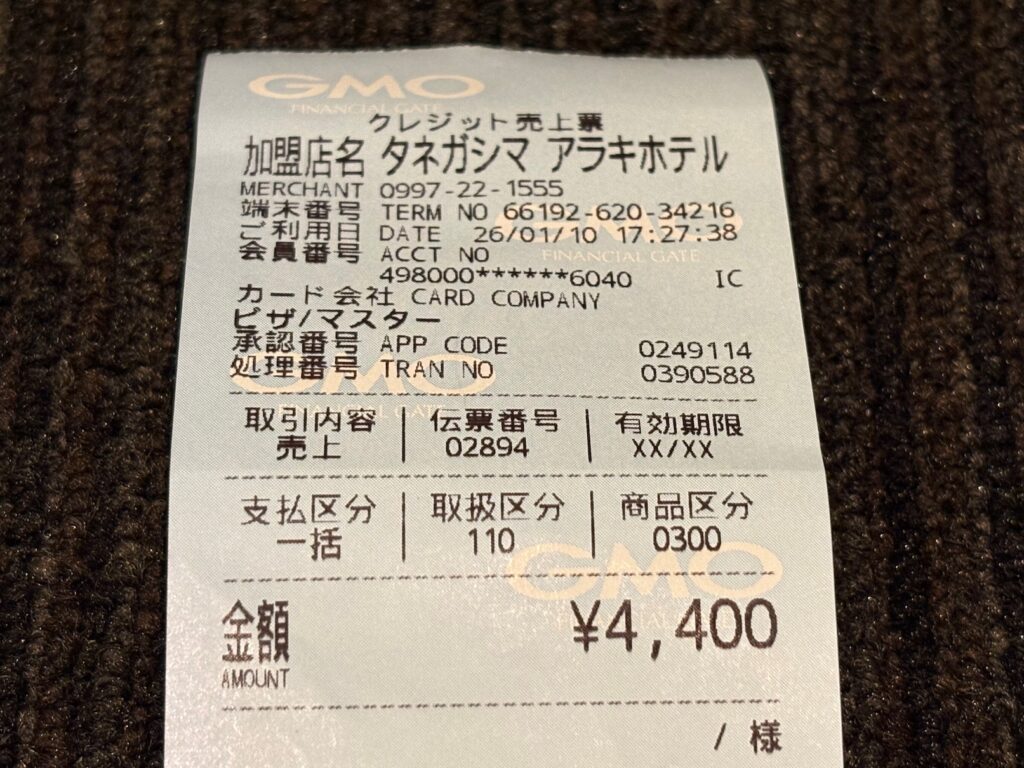 GMO
FINANCIAL GATE
クレジット売上票
加盟店名 タネガシマ アラキホテル
MERCHANT 0997-22-1555
端末番号 TERM NO 66192-620-34216
ご利用日 DATE 26/01/10 17:27:38
会員番号 ACCT NO
498000******6040 IC
カード会社 CARD COMPANY
ビザ/マスター
承認番号 APP CODE 0249114
処理番号 TRAN NO 0390588
取引内容 伝票番号 有効期限
売上 02894 XX/XX
支払区分 取扱区分 商品区分
一括 110 0300
金額 ¥4,400
AMOUNT
/ 様